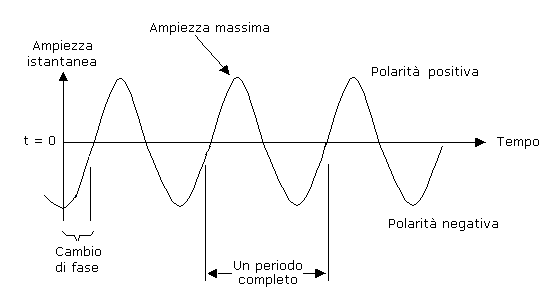 Ampiezza massima
Ampiezza
istantanea
Polarità positiva
t = 0
Tempo
Polarità negativa
Cambio
di fase
Un periodo
completo